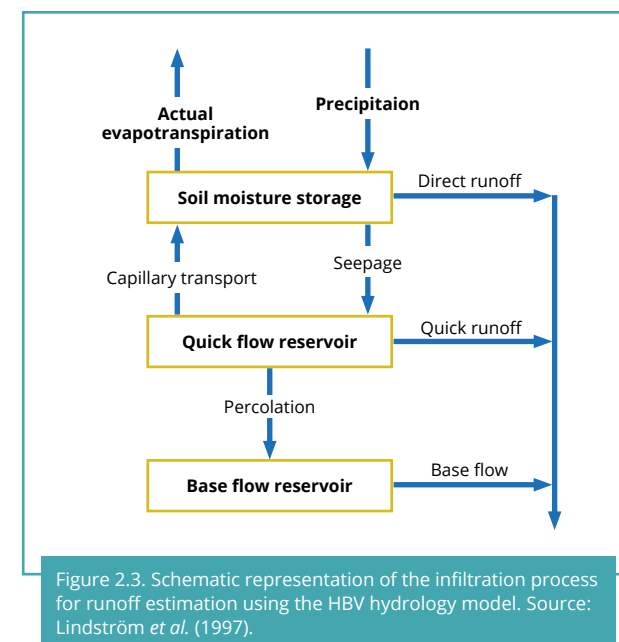 Actual
evapotranspiration
Precipitaion
Soil moisture storage
Direct runoff
Capillary transport
Seepage
Quick flow reservoir
Quick runoff
Percolation
Base flow reservoir
Base flow
Figure 2.3. Schematic representation of the infiltration process
for runoff estimation using the HBV hydrology model. Source:
Lindström et al. (1997).